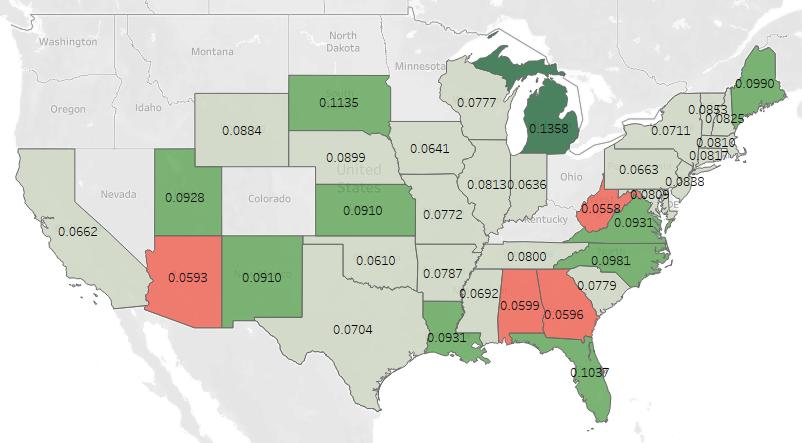 Washington
Montana
North
Dakota
Minnesota
Oregon
Idaho
0.1135
0.0884
0.0777
0.1358
0.0990
0.0853
0.0825
0.0711
0.0810
0.0817
0.0641
0.0899
United
States
0.0663
0.0838
0.0813
0.0636
Ohio
Nevada
0.0928
Colorado
0.0910
0.0772
Kentucky
0.0558
0.0809
0.0931
0.0662
0.0593
0.0910
0.0610
0.0787
0.0800
0.0981
0.0692
0.0599
0.0596
0.0779
0.0704
0.0931
0.1037